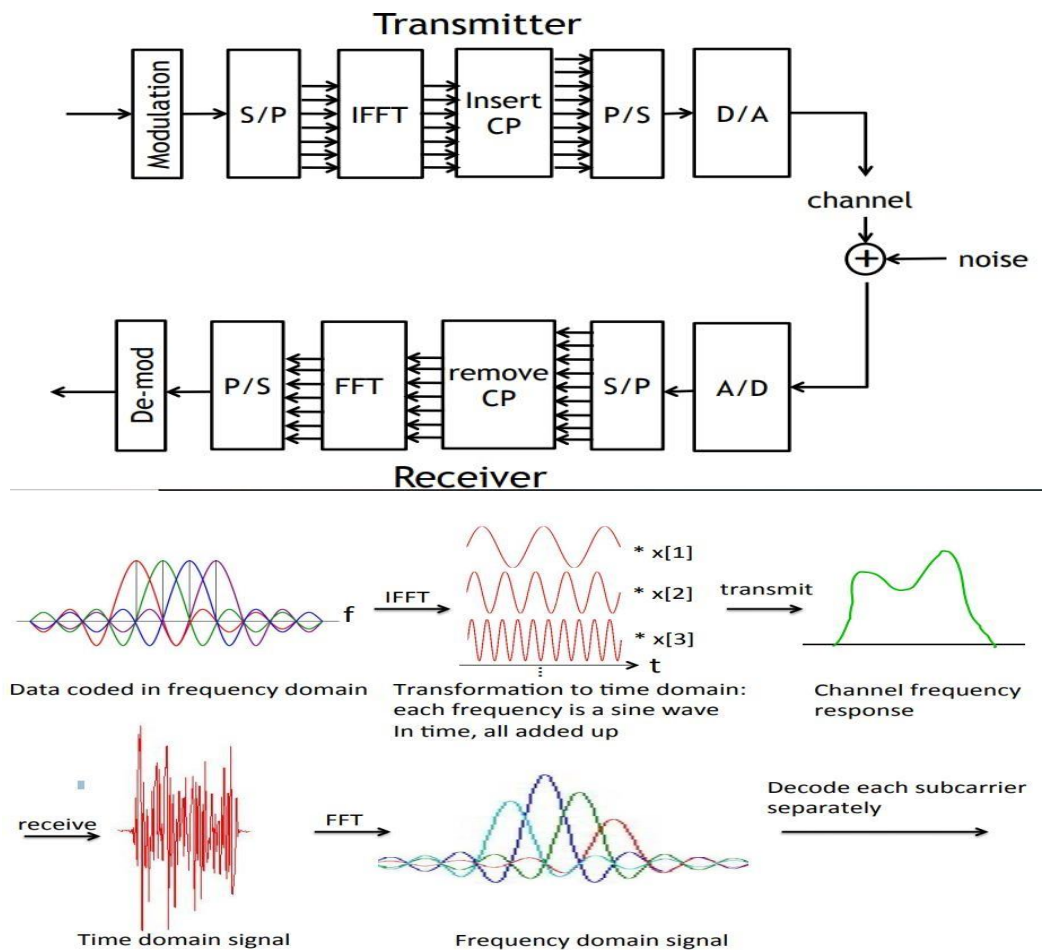 Transmitter
Modulation
S/P
IFFT
Insert
CP
P/S
D/A
channel
+
noise
De-mod
P/S
FFT
remove
CP
S/P
A/D
Receiver
f
IFFT
* x[1]
* x[2]
* x[3]
t
transmit
Data coded in frequency domain
Transformation to time domain:
each frequency is a sine wave
In time, all added up
Channel frequency
response
receive
FFT
Decode each subcarrier
separately
Time domain signal
Frequency domain signal